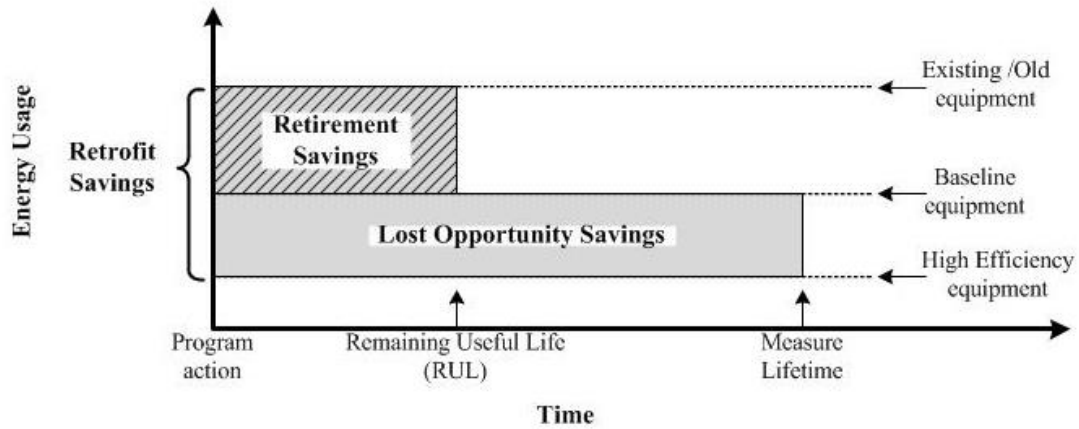 Energy Usage
Retrofit
Savings
Retirement
Savings
Lost Opportunity Savings
Existing /Old
equipment
Baseline
equipment
High Efficiency
equipment
Program
action
Remaining Useful Life
(RUL)
Measure
Lifetime
Time